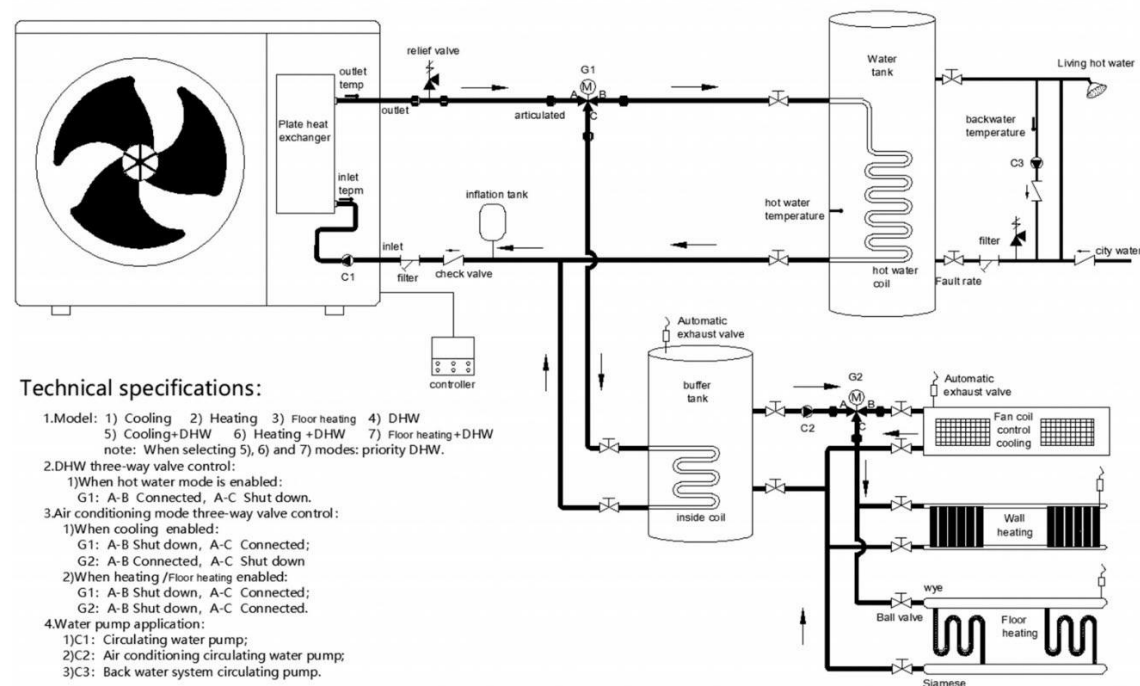 relief valve
outlet
temp
outlet
Plate heat
exchanger
inlet
tepm
inlet
C1
filter
check valve
inflation tank
articulated
G1
M
A
B
C
Water
tank
hot water
temperature
hot water
coil
Living hot water
backwater
temperature
C3
filter
city water
Fault rate
controller
Automatic
exhaust valve
buffer
tank
inside coil
C2
G2
M
A
B
C
Automatic
exhaust valve
Fan coil
control
cooling
Wall
heating
wye
Ball valve
Floor
heating
Siamese
Technical specifications:
1.Model: 1) Cooling 2) Heating 3) Floor heating 4) DHW
5) Cooling+DHW 6) Heating +DHW 7) Floor heating+DHW
note: When selecting 5), 6) and 7) modes: priority DHW.
2.DHW three-way valve control:
1)When hot water mode is enabled:
G1: A-B Connected, A-C Shut down.
3.Air conditioning mode three-way valve control:
1)When cooling enabled:
G1: A-B Shut down, A-C Connected;
G2: A-B Connected, A-C Shut down
2)When heating /Floor heating enabled:
G1: A-B Shut down, A-C Connected;
G2: A-B Shut down, A-C Connected.
4.Water pump application:
1)C1: Circulating water pump;
2)C2: Air conditioning circulating water pump;
3)C3: Back water system circulating pump.